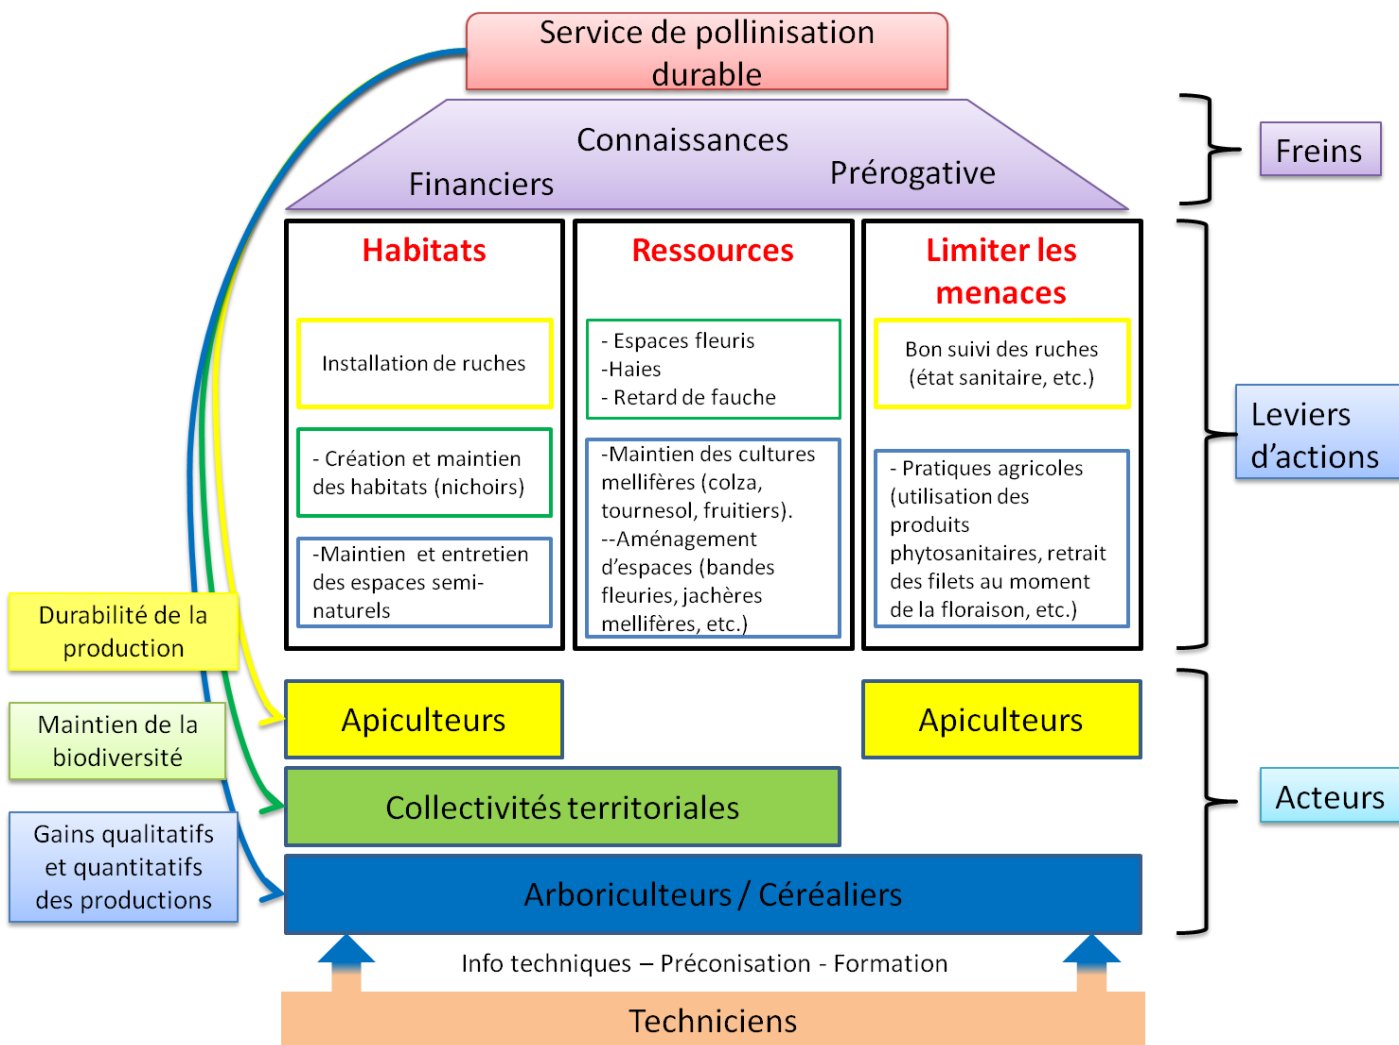 Service de pollinisation
durable
Connaissances
Financiers
Prérogative
Freins
Habitats
Installation de ruches
- Création et maintien
des habitats (nichoirs)
-Maintien  et entretien
des espaces semi-
naturels
Ressources
- Espaces fleuris
-Haies
- Retard de fauche
-Maintien des cultures
mellifères (colza,
tournesol, fruitiers).
--Aménagement
d'espaces (bandes
fleuries, jachères
mellifères, etc.)
Limiter les
menaces
Bon suivi des ruches
(état sanitaire, etc.)
- Pratiques agricoles
(utilisation des
produits
phytosanitaires, retrait
des filets au moment
de la floraison, etc.)
Leviers
d'actions
Durabilité de la
production
Maintien de la
biodiversité
Gains qualitatifs
et quantitatifs
des productions
Apiculteurs
Apiculteurs
Collectivités territoriales
Arboriculteurs / Céréaliers
Acteurs
Info techniques – Préconisation - Formation
Techniciens